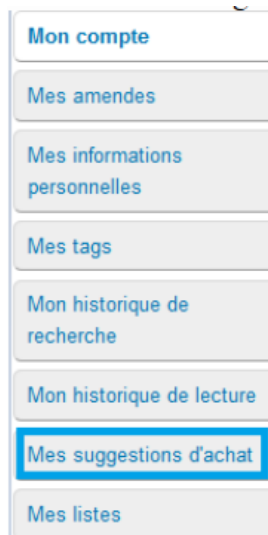 Mon compte
Mes amendes
Mes informations
personnelles
Mes tags
Mon historique de
recherche
Mon historique de lecture
Mes suggestions d'achat
Mes listes